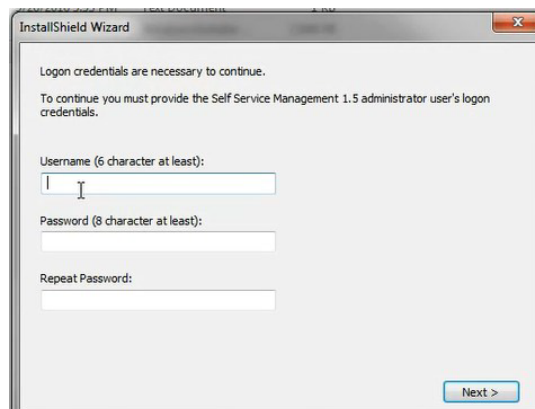 InstallShield Wizard
Logon credentials are necessary to continue.
To continue you must provide the Self Service Management 1.5 administrator user's logon
credentials.
Username (6 character at least):
Password (8 character at least):
Repeat Password:
Next >